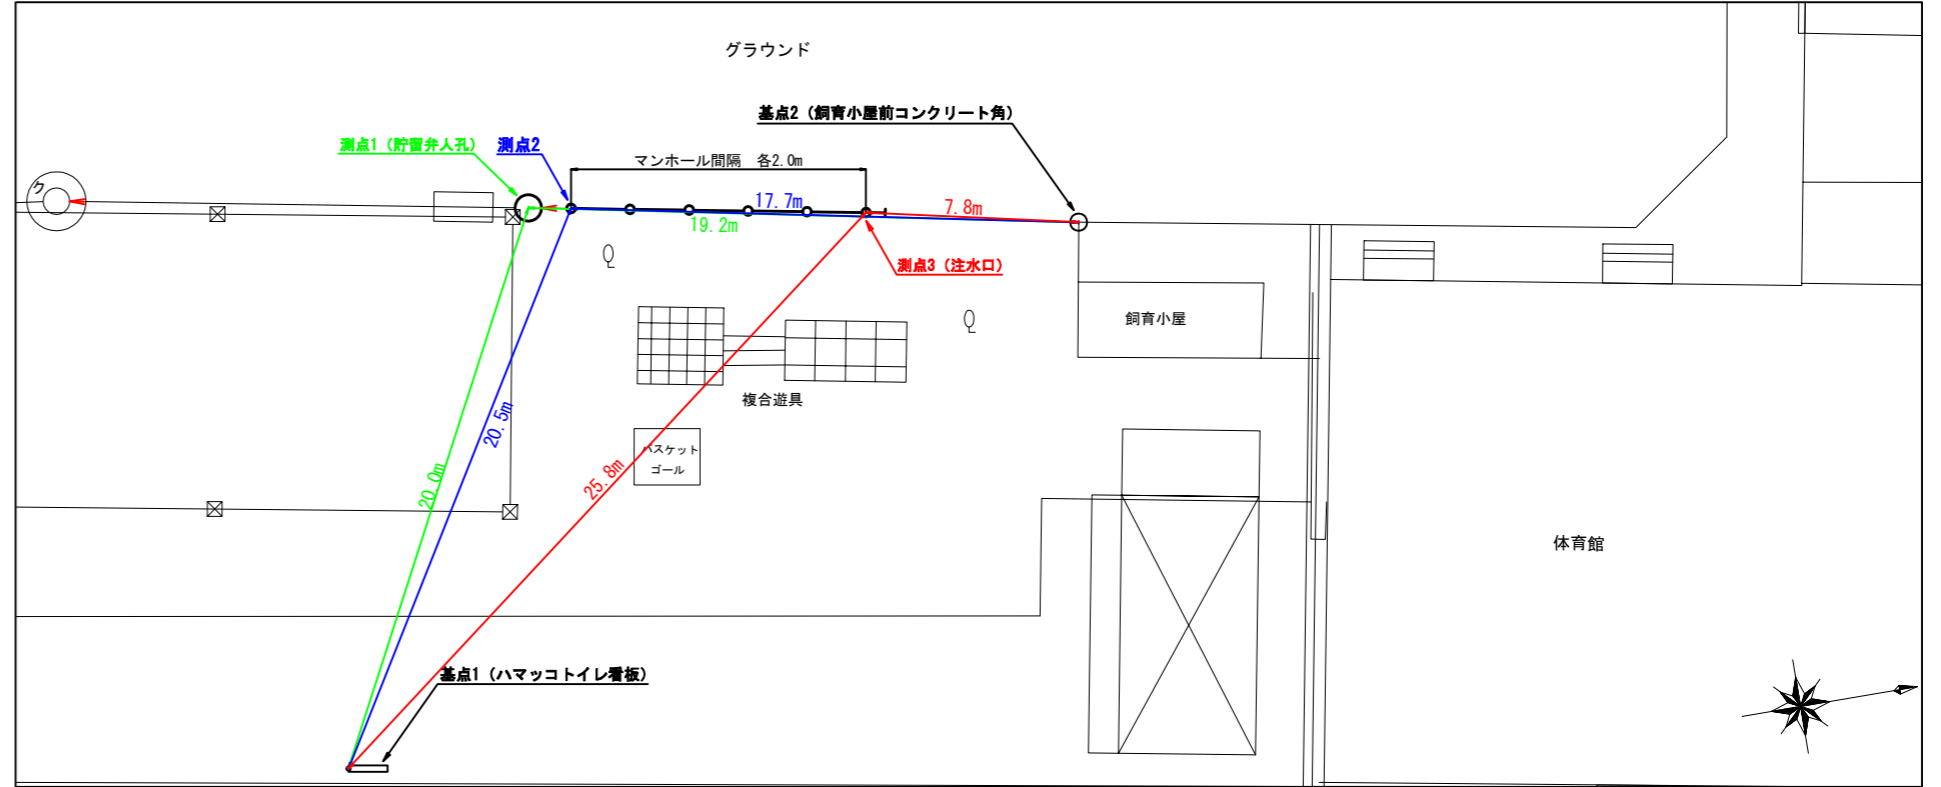 グラウンド
基点2（飼育小屋前コンクリート角）
測点1（貯留弁人孔）
測点2
マンホール間隔　各2.0m
ク
17.7m
7.8m
19.2m
測点3（注水口）
飼育小屋
複合遊具
20.5m
バスケット
ゴール
25.8m
20.0m
体育館
基点1（ハマッコトイレ看板）